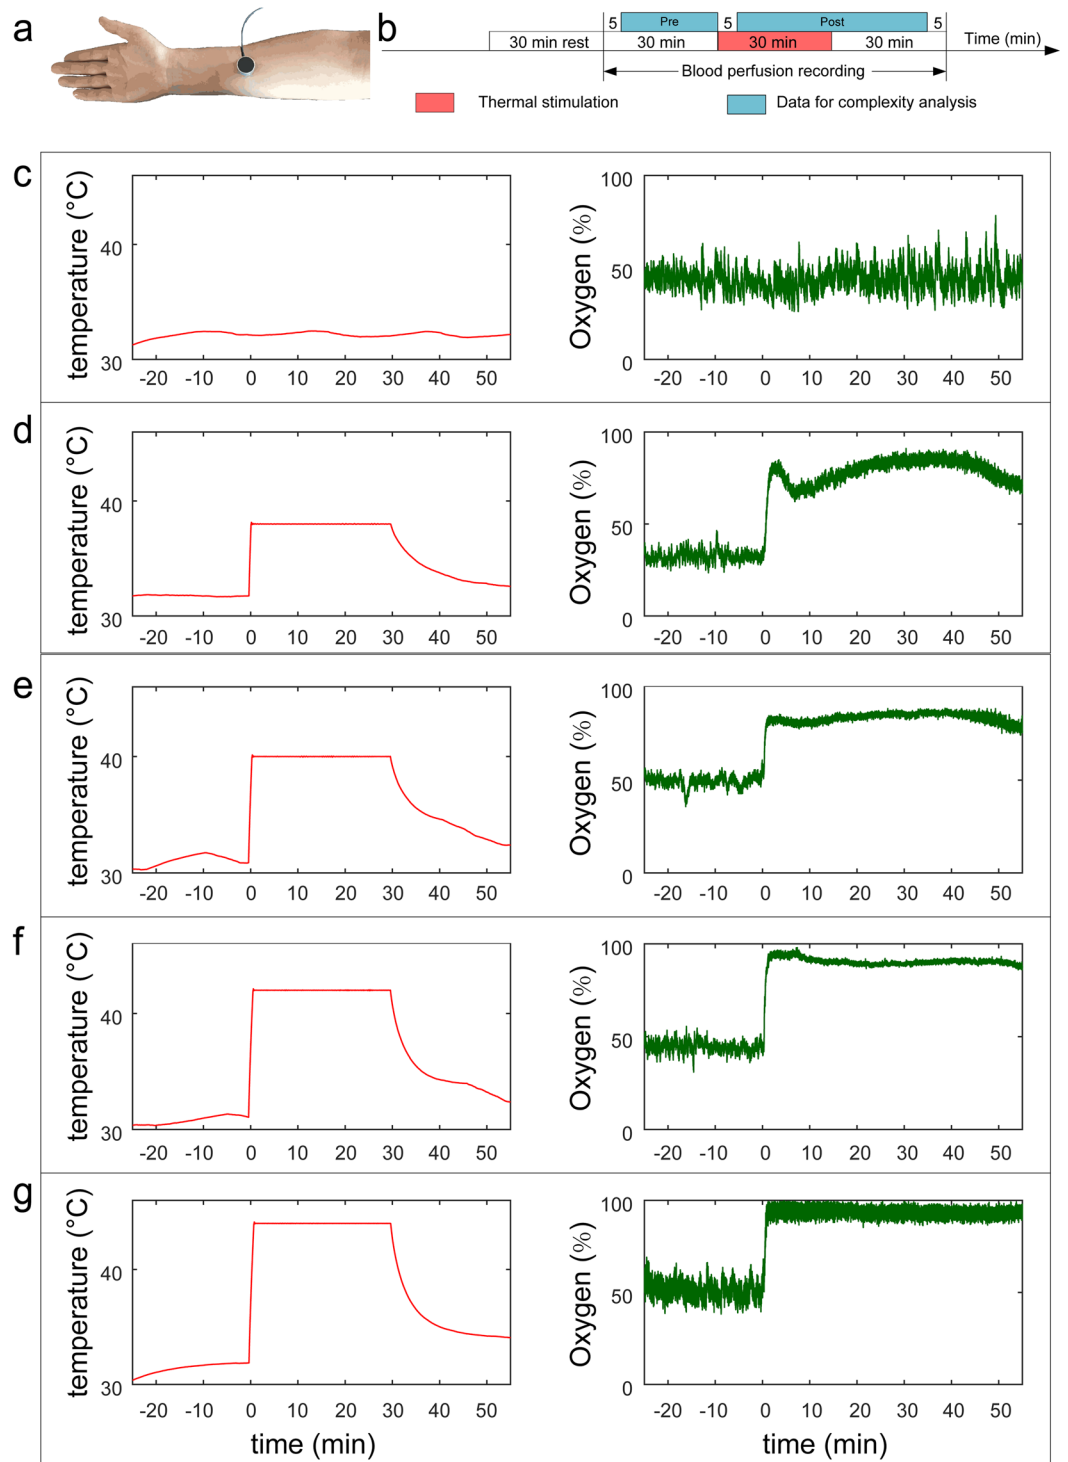 a
b
5 Pre 5 Post 5
30 min rest 30 min 30 min 30 min Time (min)
Blood perfusion recording
Thermal stimulation Data for complexity analysis
c
temperature (°C)
40
30
-20 -10 0 10 20 30 40 50
Oxygen (%)
100
50
0
-20 -10 0 10 20 30 40 50
d
temperature (°C)
40
30
-20 -10 0 10 20 30 40 50
Oxygen (%)
100
50
0
-20 -10 0 10 20 30 40 50
e
temperature (°C)
40
30
-20 -10 0 10 20 30 40 50
Oxygen (%)
100
50
0
-20 -10 0 10 20 30 40 50
f
temperature (°C)
40
30
-20 -10 0 10 20 30 40 50
Oxygen (%)
100
50
0
-20 -10 0 10 20 30 40 50
g
temperature (°C)
40
30
-20 -10 0 10 20 30 40 50
time (min)
Oxygen (%)
100
50
0
-20 -10 0 10 20 30 40 50
time (min)